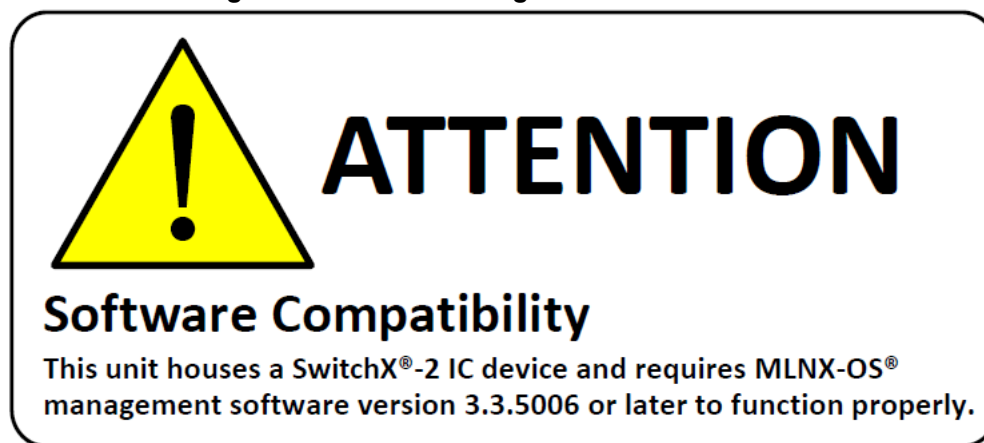 ATTENTION
Software Compatibility
This unit houses a SwitchX®-2 IC device and requires MLNX-OS®
management software version 3.3.5006 or later to function properly.